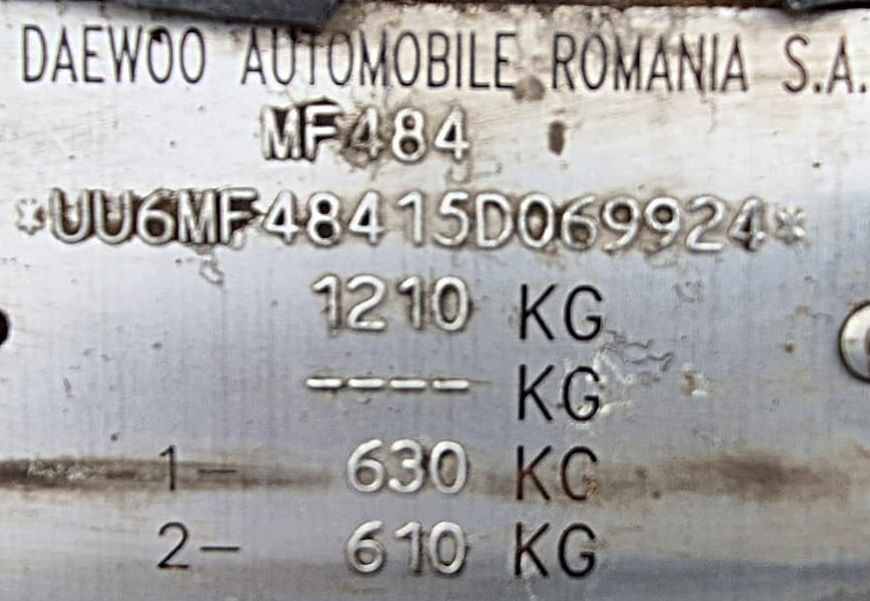 DAEWOO AUTOMOBILE ROMANIA S.A.
MF484
*UU6MF48415D069924*
1210 KG
---- KG
1- 630 KG
2- 610 KG